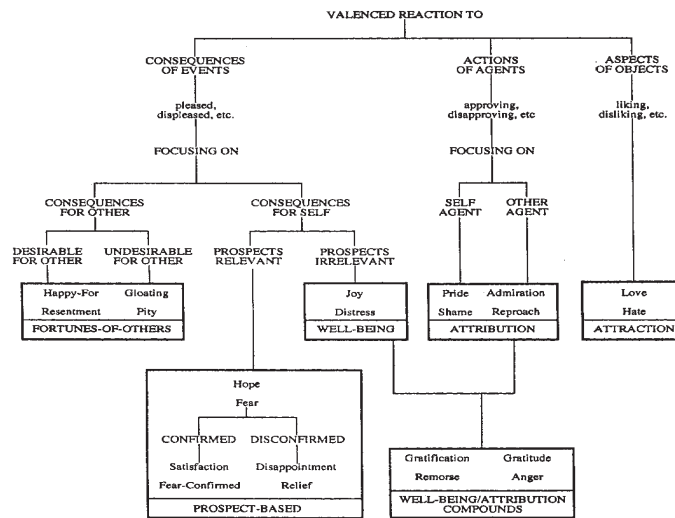 VALENCED REACTION TO
CONSEQUENCES
OF EVENTS
ACTIONS
OF AGENTS
ASPECTS
OF OBJECTS
pleased,
displeased, etc.
approving,
disapproving, etc
liking,
disliking, etc.
FOCUSING ON
FOCUSING ON
CONSEQUENCES
FOR OTHER
CONSEQUENCES
FOR SELF
SELF
AGENT
OTHER
AGENT
DESIRABLE
FOR OTHER
UNDESIRABLE
FOR OTHER
PROSPECTS
RELEVANT
PROSPECTS
IRRELEVANT
Happy-For Gloating
Resentment Pity
FORTUNES-OF-OTHERS
Joy
Distress
WELL-BEING
Pride Admiration
Shame Reproach
ATTRIBUTION
Love
Hate
ATTRACTION
Hope
Fear
CONFIRMED DISCONFIRMED
Satisfaction Disappointment
Fear-Confirmed Relief
PROSPECT-BASED
Gratification Gratitude
Remorse Anger
WELL-BEING/ATTRIBUTION
COMPOUNDS